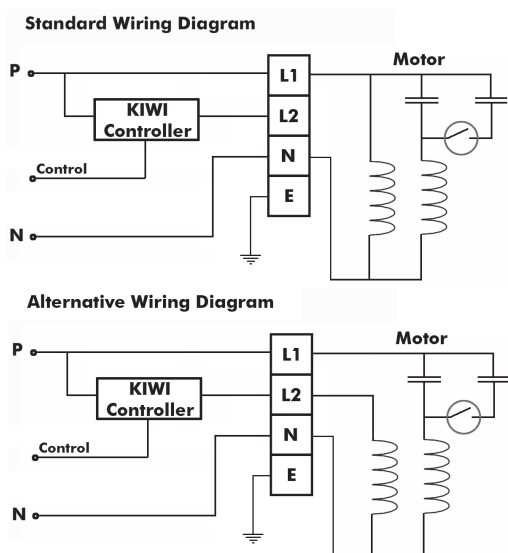 Standard Wiring Diagram
P
L1
Motor
KIWI
Controller
L2
Control
N
E
N
Alternative Wiring Diagram
P
L1
Motor
KIWI
Controller
L2
Control
N
E
N